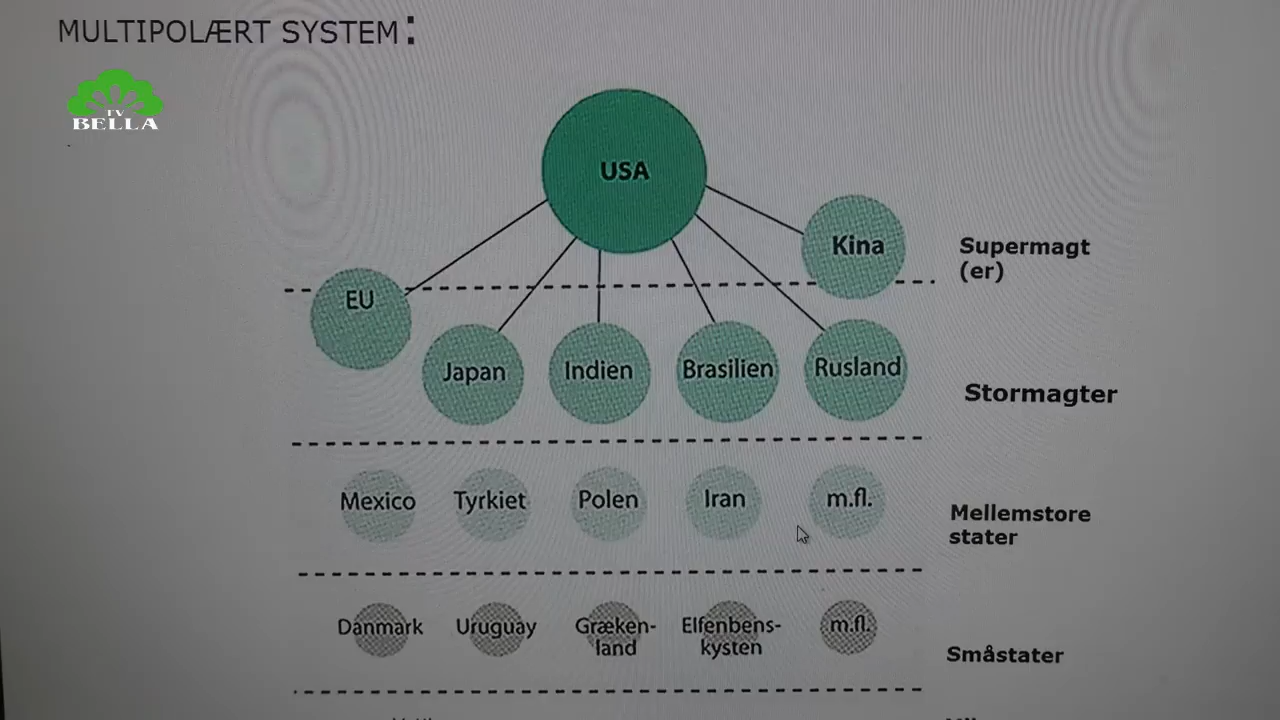 MULTIPOLÆRT SYSTEM:
TV
BELLA
USA
Kina
Supermagt
(er)
EU
Japan
Indien
Brasilien
Rusland
Stormagter
Mexico
Tyrkiet
Polen
Iran
m.fl.
Mellemstore
stater
Danmark
Uruguay
Græken-
land
Elfenbens-
kysten
m.fl.
Småstater